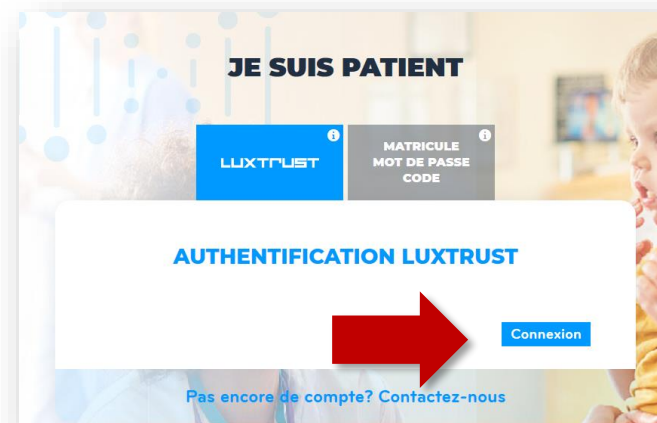 JE SUIS PATIENT
LUXTRUST
MATRICULE
MOT DE PASSE
CODE
AUTHENTIFICATION LUXTRUST
Connexion
Pas encore de compte? Contactez-nous